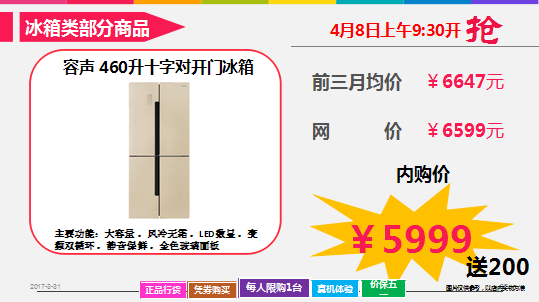 冰箱类部分商品
4月8日上午9:30开 抢
容声 460升十字对开门冰箱
主要功能:大容量,风冷无霜,LED数显,变
频双循环,静音保鲜,金色玻璃面板
前三月均价 ¥6647元
网 价 ¥6599元
内购价
¥5999
送200
2017-3-31
正品行货
凭券购买
每人限购1台
真机体验
价保五
一